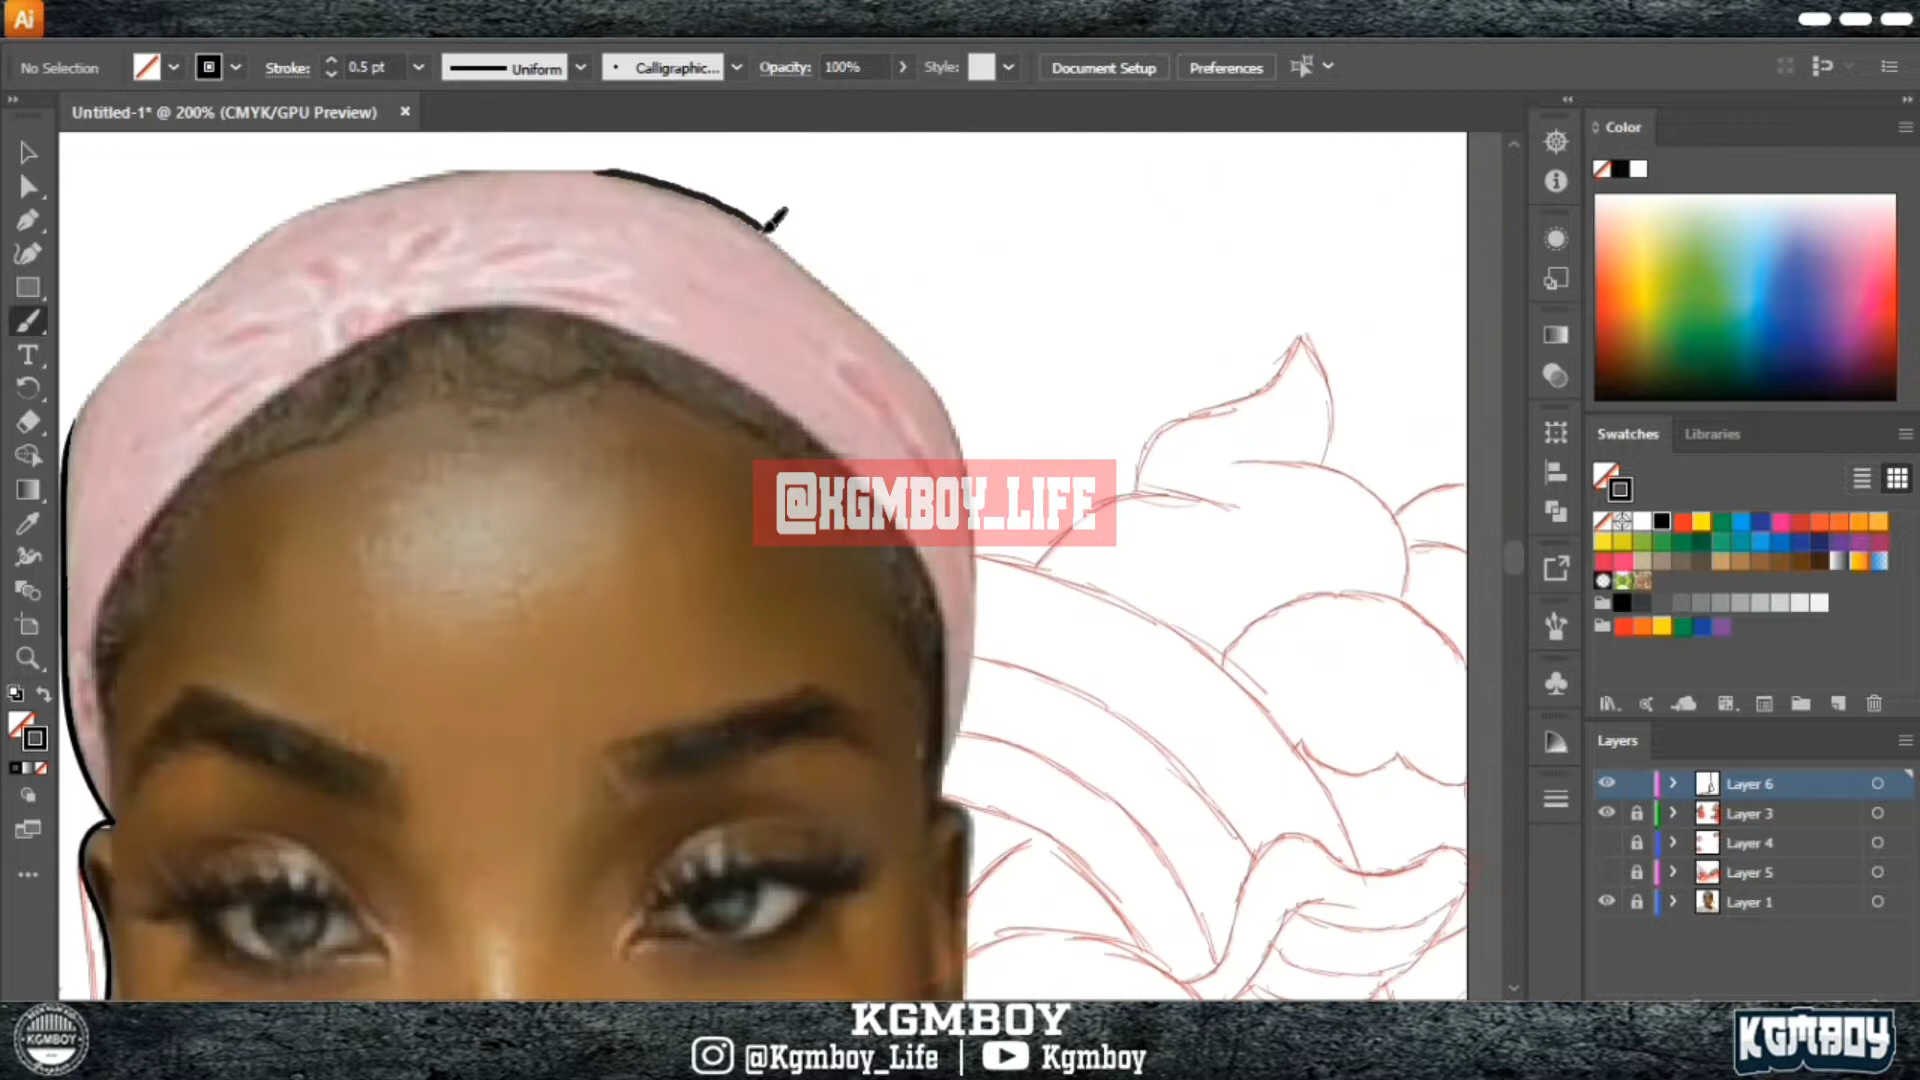 Ai
No Selection
Stroke:
0.5 pt
Uniform
Calligraphic...
Opacity:
100%
Style:
Document Setup
Preferences
Untitled-1* @ 200% (CMYK/GPU Preview)
Color
@KGMBOY_LIFE
Swatches
Libraries
Layers
Layer 6
Layer 3
Layer 4
Layer 5
Layer 1
KGMBOY
KGMBOY
@Kgmboy_Life | Kgmboy
KGMBOY